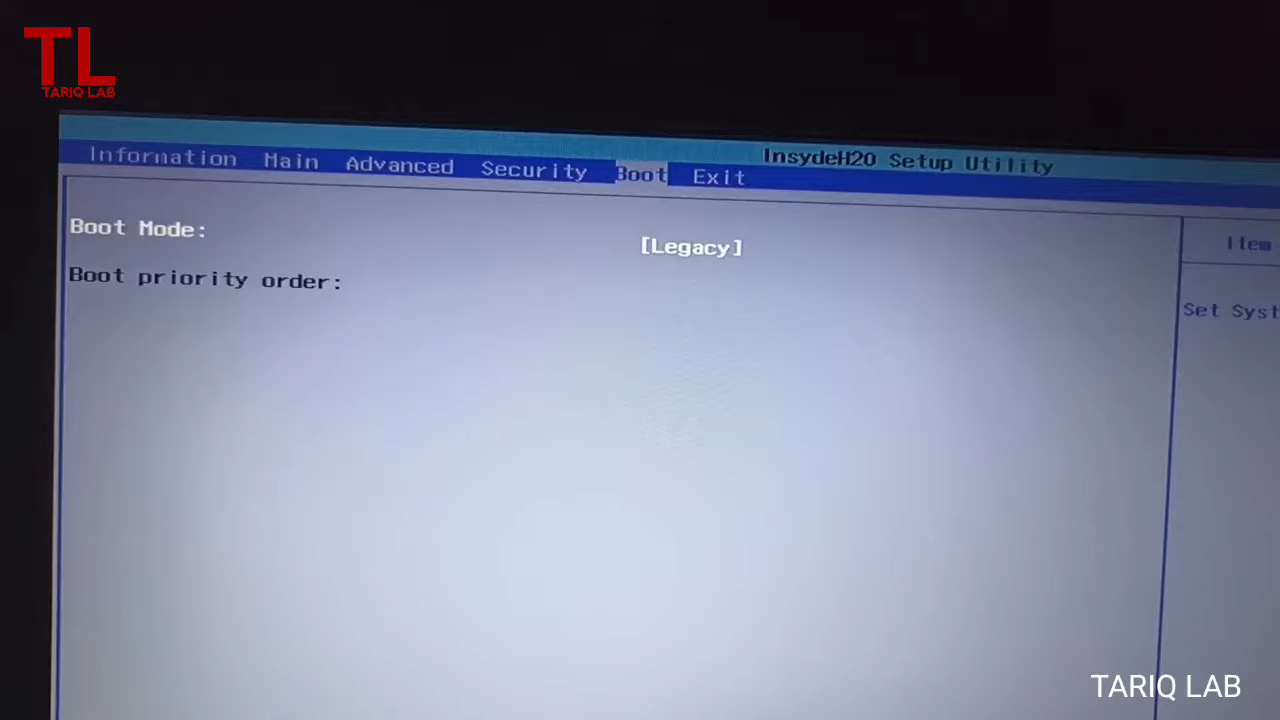 TL
TARIQ LAB
InsydeH20 Setup Utility
Information Main Advanced Security Boot Exit
Boot Mode: [Legacy]
Item
Boot priority order:
Set Syst
TARIQ LAB